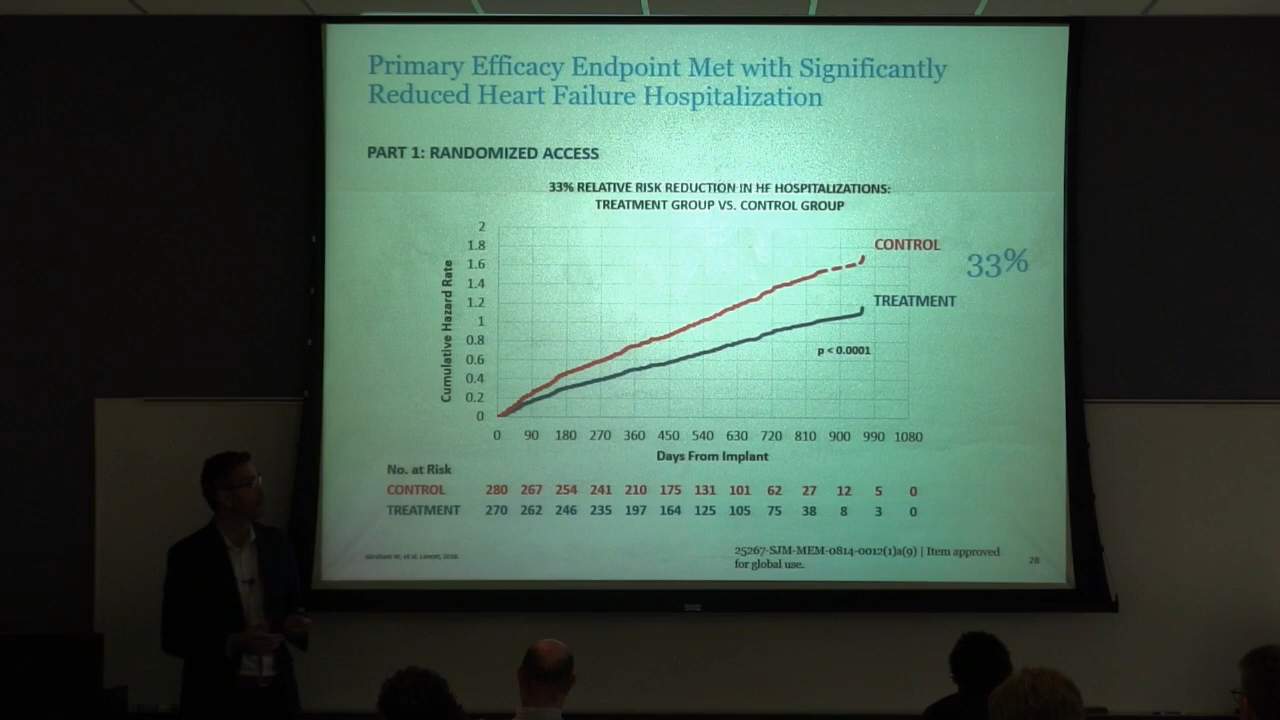 Primary Efficacy Endpoint Met with Significantly
Reduced Heart Failure Hospitalization
PART 1: RANDOMIZED ACCESS
33% RELATIVE RISK REDUCTION IN HF HOSPITALIZATIONS:
TREATMENT GROUP VS. CONTROL GROUP
Cumulative Hazard Rate
2
1.8
1.6
1.4
1.2
1
0.8
0.6
0.4
0.2
0
CONTROL
33%
TREATMENT
p < 0.0001
0 90 180 270 360 450 540 630 720 810 900 990 1080
Days From Implant
No. at Risk
CONTROL 280 267 254 241 210 175 131 101 62 27 12 5 0
TREATMENT 270 262 246 235 197 164 125 105 75 38 8 3 0
Abraham W, et al. Lancet, 2016.
25267-SJM-MEM-0814-0012(1)a(9) | Item approved
for global use.
28